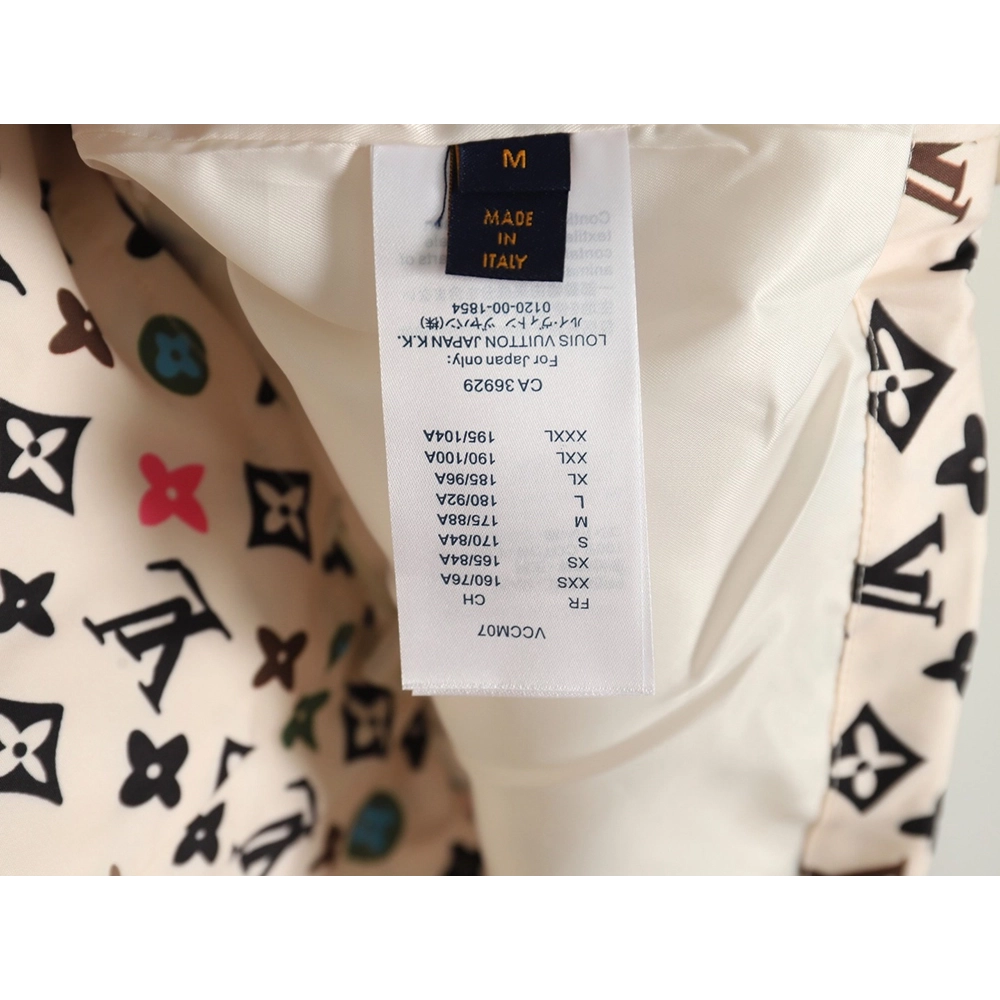 M
MADE
IN
ITALY
VCCM07
FR CH
XXS 160/76A
XS 165/84A
S 170/84A
M 175/88A
L 180/92A
XL 185/96A
XXL 190/100A
XXXL 195/104A
CA 36929
For Japan only:
LOUIS VUITTON JAPAN K.K.
ルイ・ヴィトン ジャパン(株)
0120-00-1854